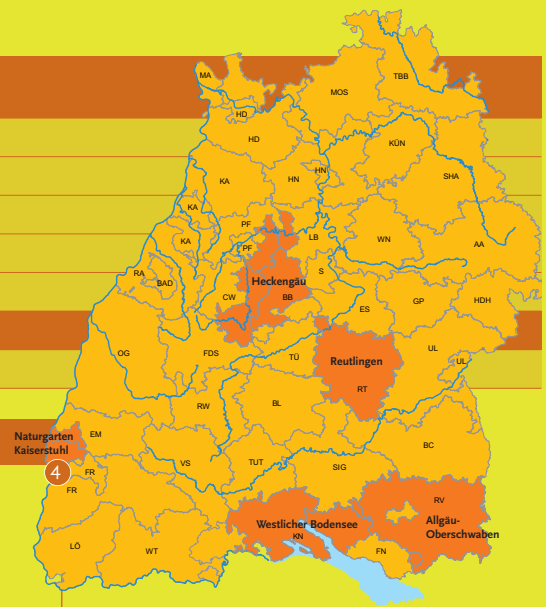 MA
TBB
MOS
HD
HD
KÜN
HN
HN
SHA
KA
KA
PF
LB
WN
KA
PF
AA
RA
S
BAD
Heckengäu
CW
BB
GP
HDH
ES
OG
FDS
TÜ
Reutlingen
UL
UL
RT
RW
BL
EM
Naturgarten
Kaiserstuhl
BC
VS
TUT
SIG
FR
4
FR
RV
Westlicher Bodensee
Allgäu-
Oberschwaben
KN
LÖ
WT
FN